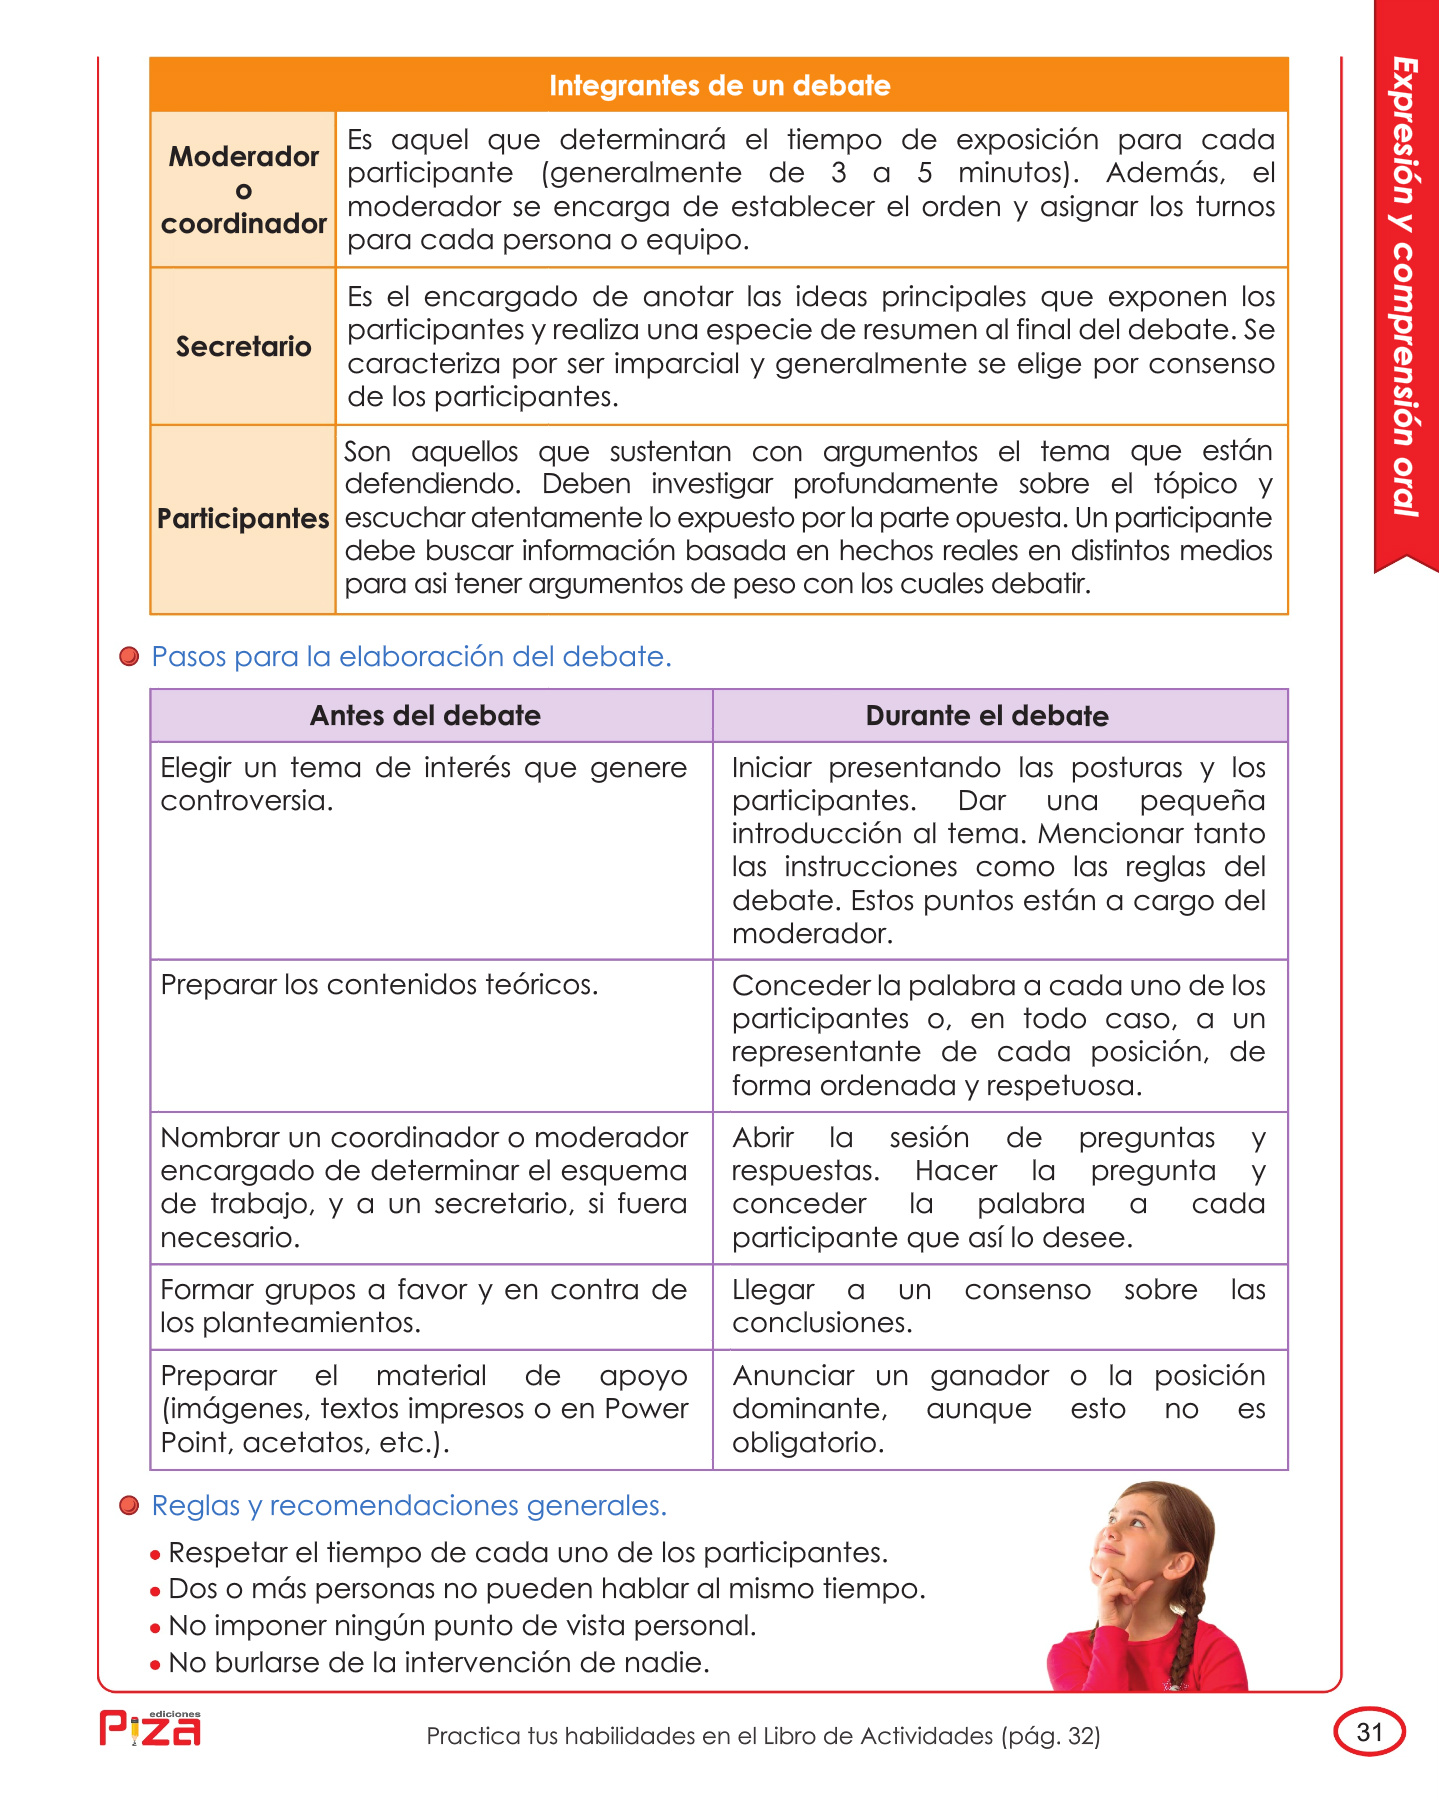 Expresión y comprensión oral
Integrantes de un debate
Moderador
o
coordinador
Es aquel que determinará el tiempo de exposición para cada
participante (generalmente de 3 a 5 minutos). Además, el
moderador se encarga de establecer el orden y asignar los turnos
para cada persona o equipo.
Secretario
Es el encargado de anotar las ideas principales que exponen los
participantes y realiza una especie de resumen al final del debate. Se
caracteriza por ser imparcial y generalmente se elige por consenso
de los participantes.
Participantes
Son aquellos que sustentan con argumentos el tema que están
defendiendo. Deben investigar profundamente sobre el tópico y
escuchar atentamente lo expuesto por la parte opuesta. Un participante
debe buscar información basada en hechos reales en distintos medios
para asi tener argumentos de peso con los cuales debatir.
Pasos para la elaboración del debate.
Antes del debate
Durante el debate
Elegir un tema de interés que genere
controversia.
Iniciar presentando las posturas y los
participantes. Dar una pequeña
introducción al tema. Mencionar tanto
las instrucciones como las reglas del
debate. Estos puntos están a cargo del
moderador.
Preparar los contenidos teóricos.
Conceder la palabra a cada uno de los
participantes o, en todo caso, a un
representante de cada posición, de
forma ordenada y respetuosa.
Nombrar un coordinador o moderador
encargado de determinar el esquema
de trabajo, y a un secretario, si fuera
necesario.
Abrir la sesión de preguntas y
respuestas. Hacer la pregunta y
conceder la palabra a cada
participante que así lo desee.
Formar grupos a favor y en contra de
los planteamientos.
Llegar a un consenso sobre las
conclusiones.
Preparar el material de apoyo
(imágenes, textos impresos o en Power
Point, acetatos, etc.).
Anunciar un ganador o la posición
dominante, aunque esto no es
obligatorio.
Reglas y recomendaciones generales.
• Respetar el tiempo de cada uno de los participantes.
• Dos o más personas no pueden hablar al mismo tiempo.
• No imponer ningún punto de vista personal.
• No burlarse de la intervención de nadie.
ediciones
Piza
Practica tus habilidades en el Libro de Actividades (pág. 32)
31